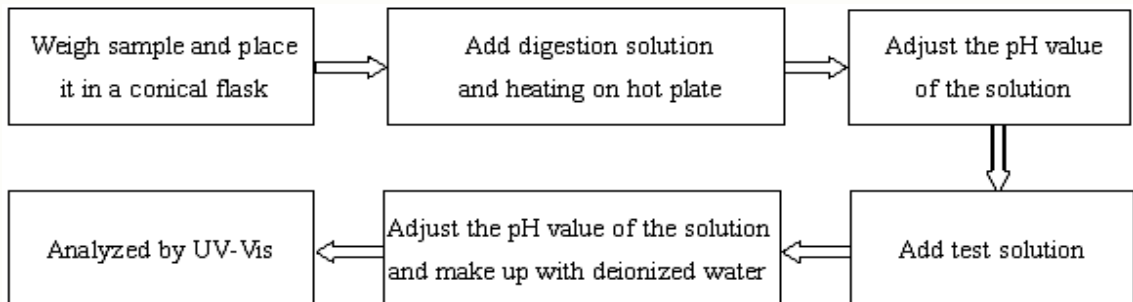 Weigh sample and place
it in a conical flask
Add digestion solution
and heating on hot plate
Adjust the pH value
of the solution
Add test solution
Adjust the pH value of the solution
and make up with deionized water
Analyzed by UV-Vis